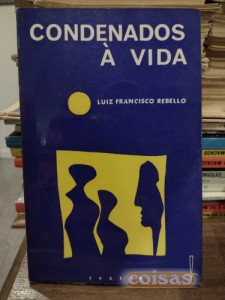 CONDENADOS
À VIDA
LUIZ FRANCISCO REBELLO
coisas!